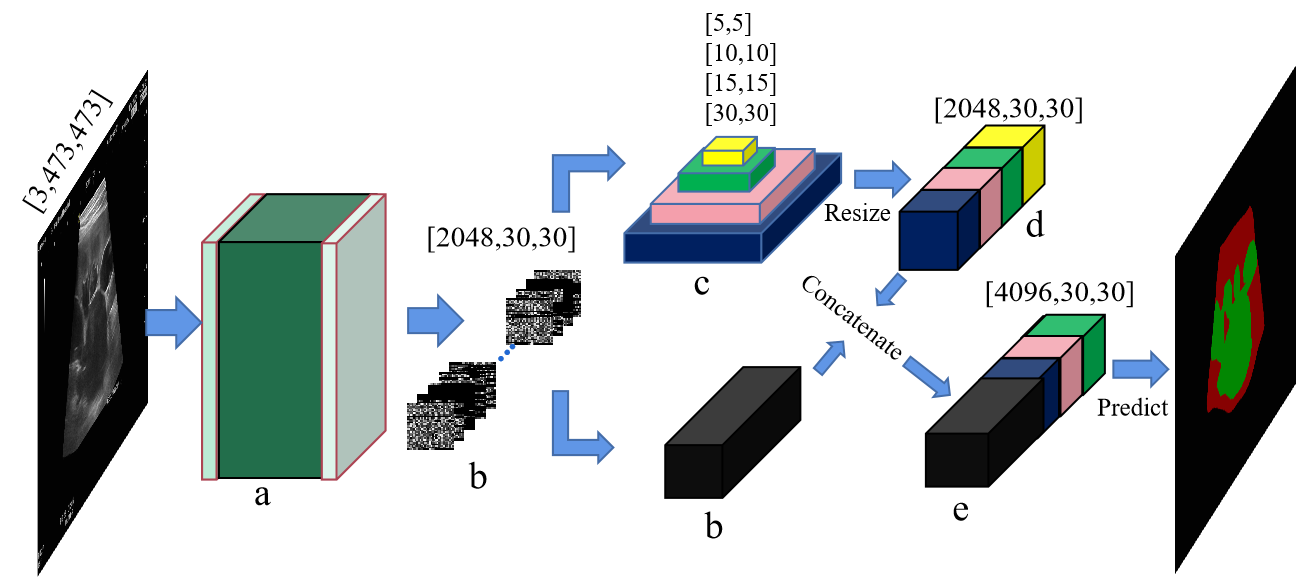 [3,473,473]
a
[2048,30,30]
b
[5,5]
[10,10]
[15,15]
[30,30]
c
Resize
[2048,30,30]
d
b
Concatenate
[4096,30,30]
e
Predict